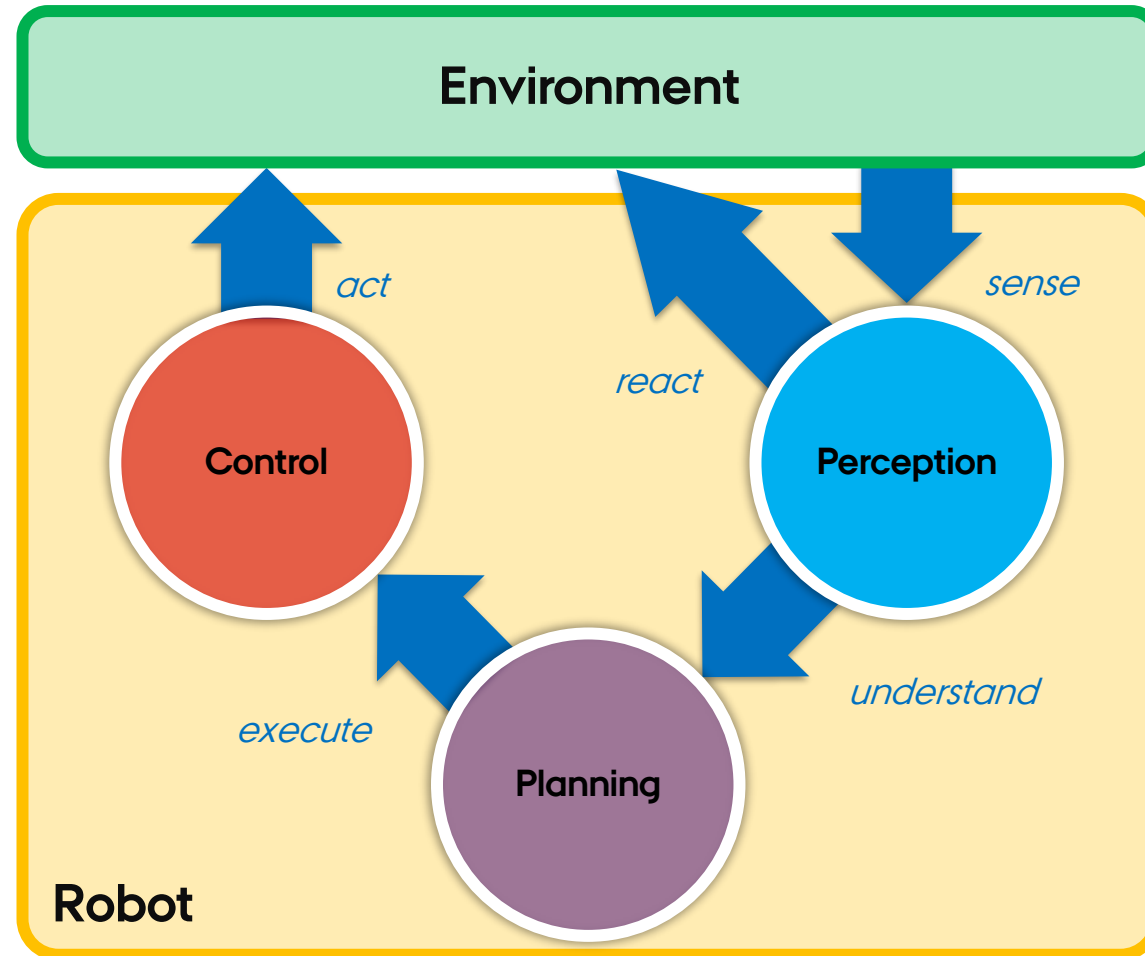 Environment
act
sense
react
Control
Perception
understand
execute
Planning
Robot